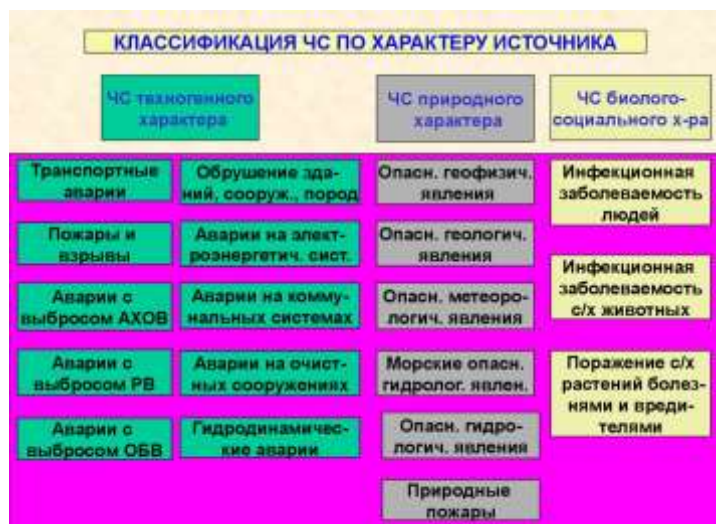 КЛАССИФИКАЦИЯ ЧС ПО ХАРАКТЕРУ ИСТОЧНИКА
ЧС техногенного
характера
ЧС природного
характера
ЧС биолого-
социального х-ра
Транспортные
аварии
Обрушение зда-
ний, сооруж., пород
Опасн. геофизич.
явления
Инфекционная
заболеваемость
людей
Пожары и
взрывы
Аварии на элект-
роэнергетич. сист.
Опасн. геологич.
явления
Инфекционная
заболеваемость
с/х животных
Аварии с
выбросом АХОВ
Аварии на комму-
нальных системах
Опасн. метеоро-
логич. явления
Аварии с
выбросом РВ
Аварии на очист-
ных сооружениях
Морские опасн.
гидролог. явлен.
Поражение с/х
растений болез-
нями и вреди-
телями
Аварии с
выбросом ОБВ
Гидродинамичес-
кие аварии
Опасн. гидро-
логич. явления
Природные
пожары